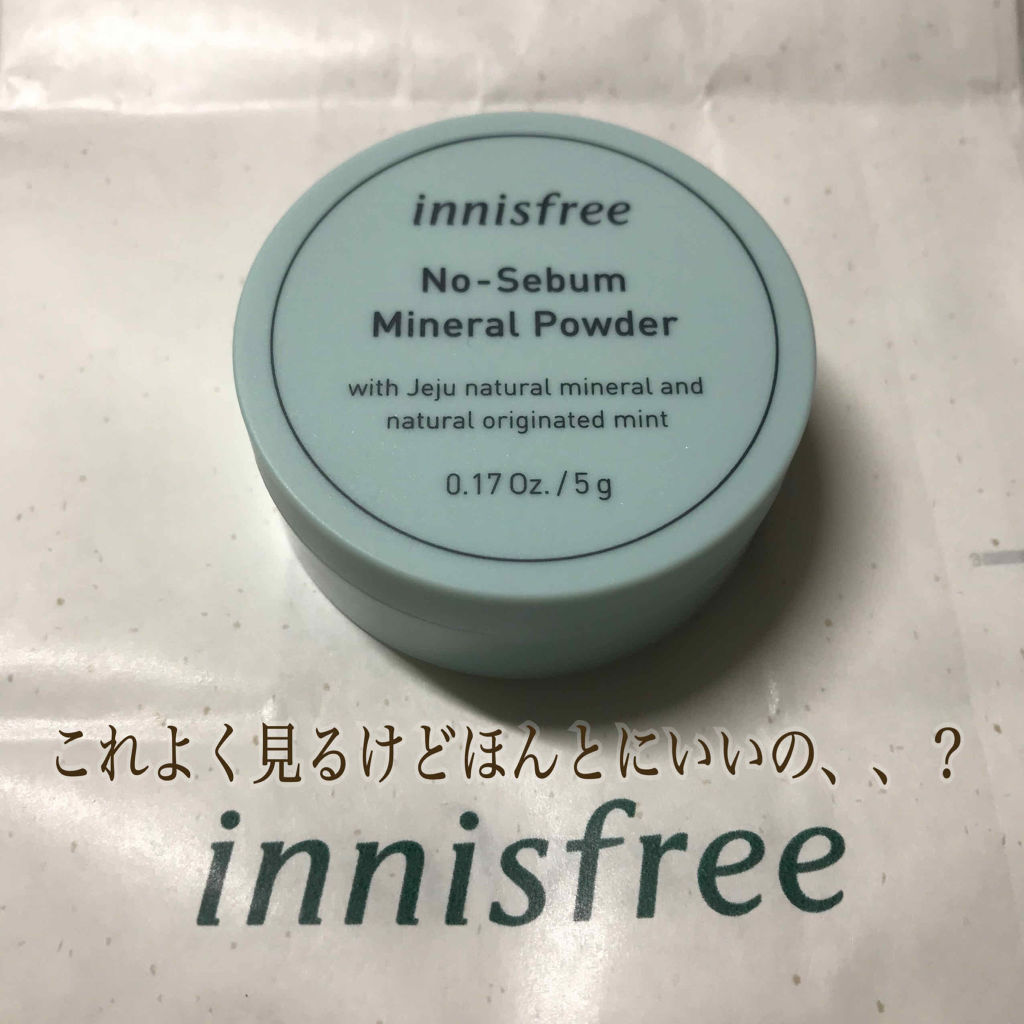 innisfree
No-Sebum
Mineral Powder
with Jeju natural mineral and
natural originated mint
0.17 Oz. / 5 g
これよく見るけどほんとにいいの、、？
innisfree